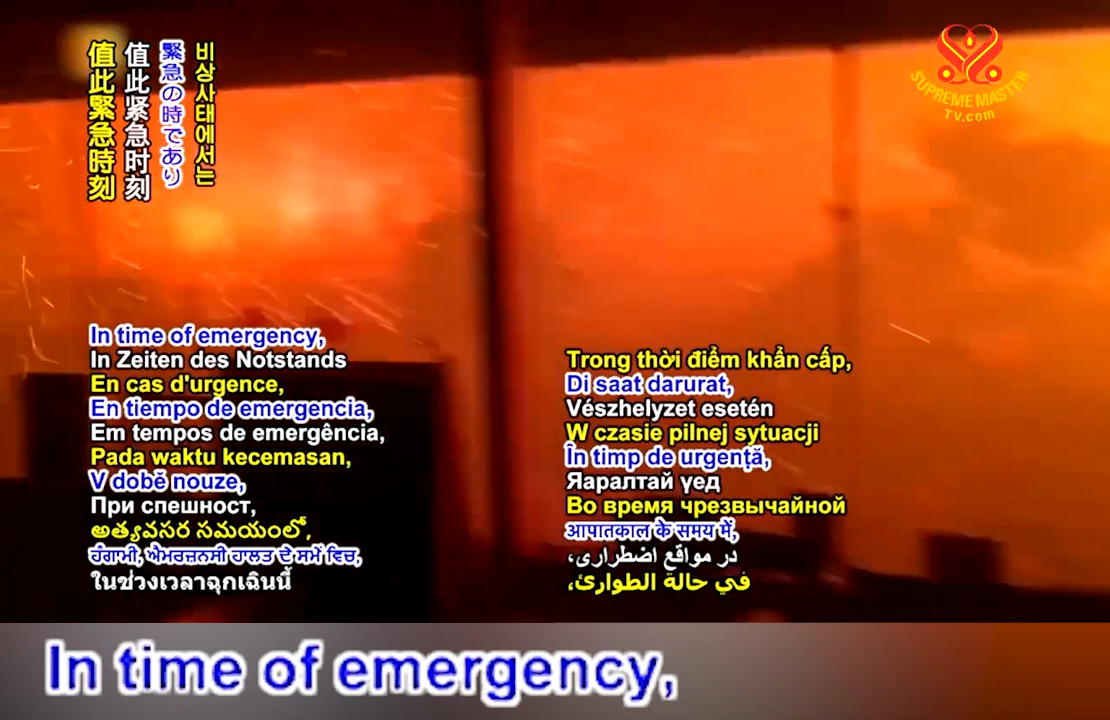 値此緊急時刻
值此紧急时刻
緊急の時であり
비상사태에서는
SUPREME MASTER
TV.com
In time of emergency,
In Zeiten des Notstands
En cas d'urgence,
En tiempo de emergencia,
Em tempos de emergência,
Pada waktu kecemasan,
V době nouze,
При спешност,
అత్యవసర సమయంలో,
ਹੰਗਾਮੀ, ਐਮਰਜ਼ਨਸੀ ਹਾਲਤ ਦੇ ਸਮੇਂ ਵਿਚ,
ในช่วงเวลาฉุกเฉินนี้
Trong thời điểm khẩn cấp,
Di saat darurat,
Vészhelyzet esetén
W czasie pilnej sytuacji
În timp de urgență,
Яаралтай үед
Во время чрезвычайной
आपातकाल के समय में,
در مواقع اضطراری،
في حالة الطوارئ،
In time of emergency,